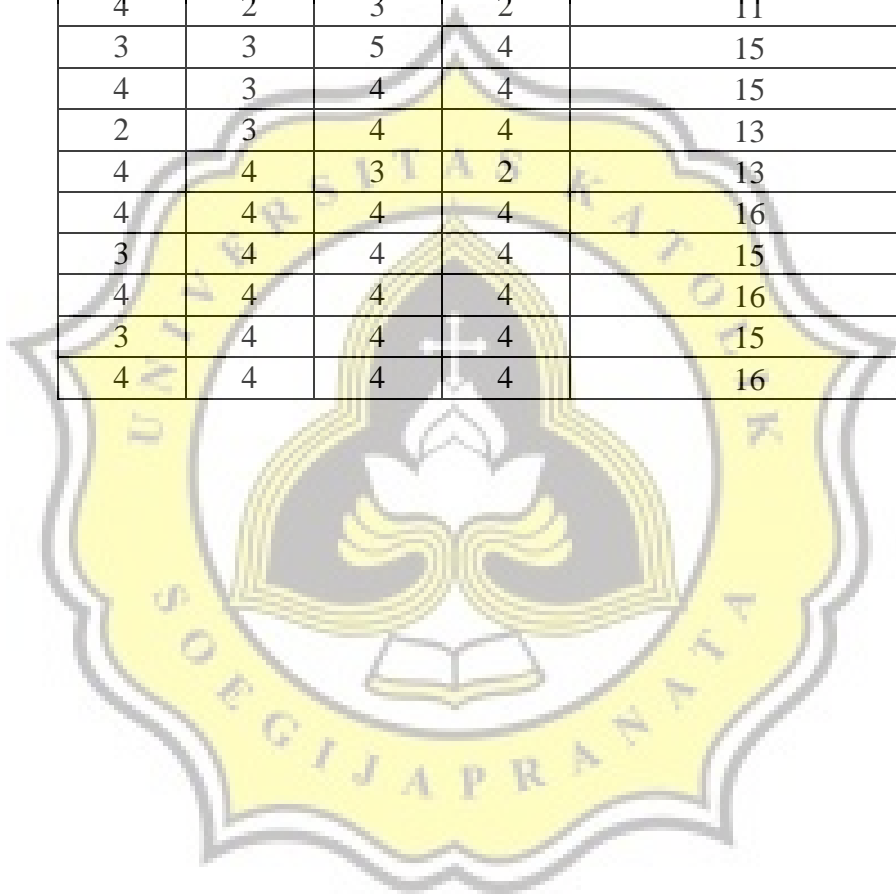 4 2 3 2 11
3 3 5 4 15
4 3 4 4 15
2 3 4 4 13
4 4 3 2 13
4 4 4 4 16
3 4 4 4 15
4 4 4 4 16
3 4 4 4 15
4 4 4 4 16
UNIVERSITAS KATOLIK
SOEGIJAPRANATA